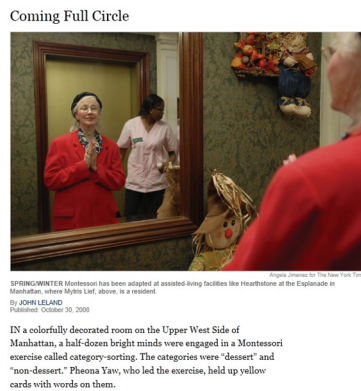 Coming Full Circle
Angela Jimenez for The New York Tim
SPRING/WINTER Montessori has been adapted at assisted-living facilities like Hearthstone at the Esplanade in
Manhattan, where Myltis Lief, above, is a resident.
By JOHN LELAND
Published: October 30, 2008
IN a colorfully decorated room on the Upper West Side of
Manhattan, a half-dozen bright minds were engaged in a Montessori
exercise called category-sorting. The categories were “dessert” and
“non-dessert.” Pheona Yaw, who led the exercise, held up yellow
cards with words on them.